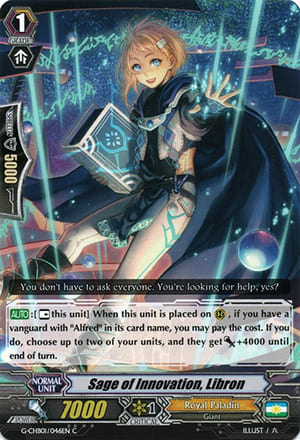 1
GRADE
SHIELD
5000
You don't have to ask everyone. You're looking for help, yes?
AUTO:[this unit] When this unit is placed on, if you have a
vanguard with "Alfred" in its card name, you may pay the cost. If you
do, choose up to two of your units, and they get +4000 until
end of turn.
NORMAL
UNIT
Sage of Innovation, Libron
POWER
7000
1
CRITICAL
Royal Paladin
Giant
G-CHB01/046EN C
ILLUST / A